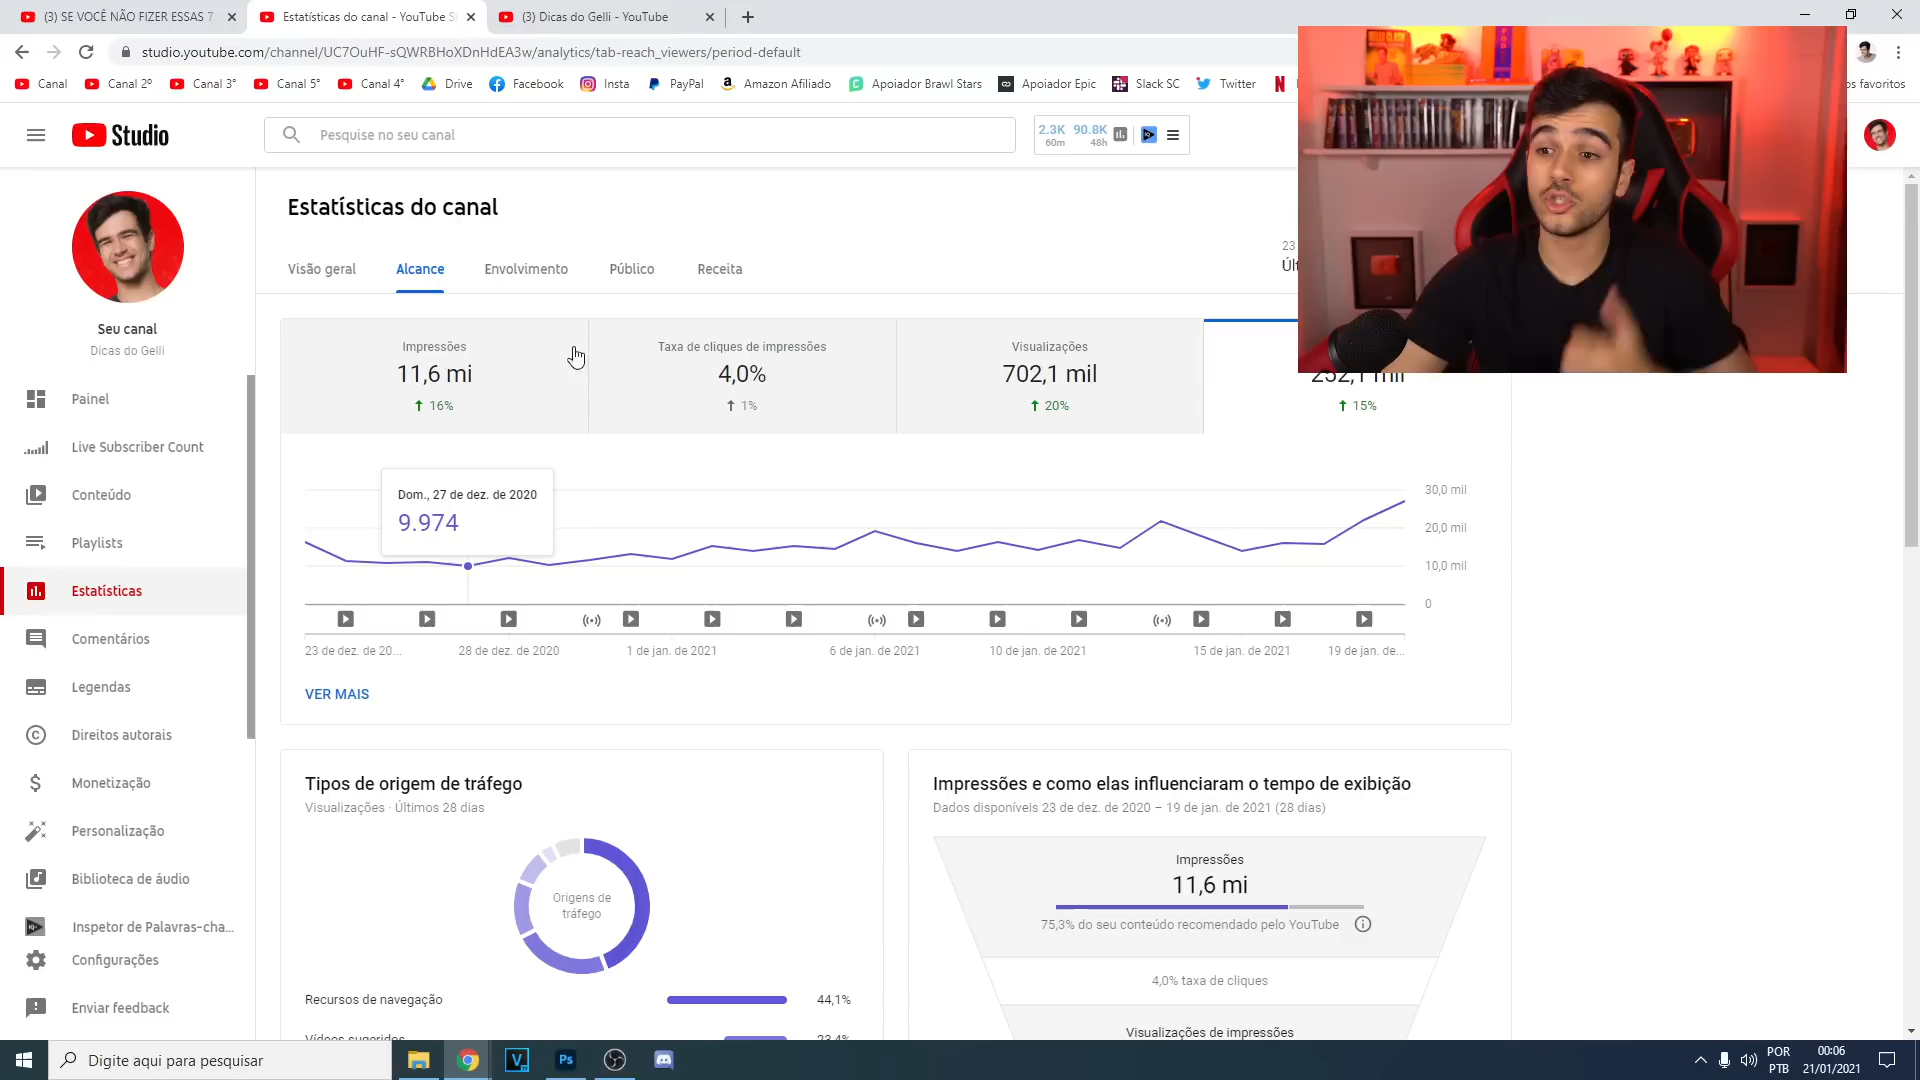 (3) SE VOCÊ NÃO FIZER ESSAS 7
Estatísticas do canal - YouTube S
(3) Dicas do Gelli - YouTube
studio.youtube.com/channel/UC7OuHF-sQWRBHoXDnHdEA3w/analytics/tab-reach_viewers/period-default
Canal
Canal 2º
Canal 3°
Canal 5°
Canal 4°
Drive
Facebook
Insta
PayPal
Amazon Afiliado
Apoiador Brawl Stars
Apoiador Epic
Slack SC
Twitter
os favoritos
Studio
Pesquise no seu canal
2.3K 90.8K
60m 48h
Estatísticas do canal
23
Visão geral
Alcance
Envolvimento
Público
Receita
Seu canal
Dicas do Gelli
Impressões
11,6 mi
16%
Taxa de cliques de impressões
4,0%
1%
Visualizações
702,1 mil
20%
252,1 mil
15%
Painel
Live Subscriber Count
Conteúdo
Playlists
Estatísticas
Comentários
Legendas
Direitos autorais
Monetização
Personalização
Biblioteca de áudio
Inspetor de Palavras-cha...
Configurações
Enviar feedback
Dom., 27 de dez. de 2020
9.974
30,0 mil
20,0 mil
10,0 mil
0
23 de dez. de 20...
28 de dez. de 2020
1 de jan. de 2021
6 de jan. de 2021
10 de jan. de 2021
15 de jan. de 2021
19 de jan. de...
VER MAIS
Tipos de origem de tráfego
Visualizações · Últimos 28 dias
Origens de
tráfego
Recursos de navegação
44,1%
Vídeos sugeridos
23,4%
Impressões e como elas influenciaram o tempo de exibição
Dados disponíveis 23 de dez. de 2020 – 19 de jan. de 2021 (28 dias)
Impressões
11,6 mi
75,3% do seu conteúdo recomendado pelo YouTube
4,0% taxa de cliques
Visualizações de impressões
Digite aqui para pesquisar
POR
PTB
00:06
21/01/2021